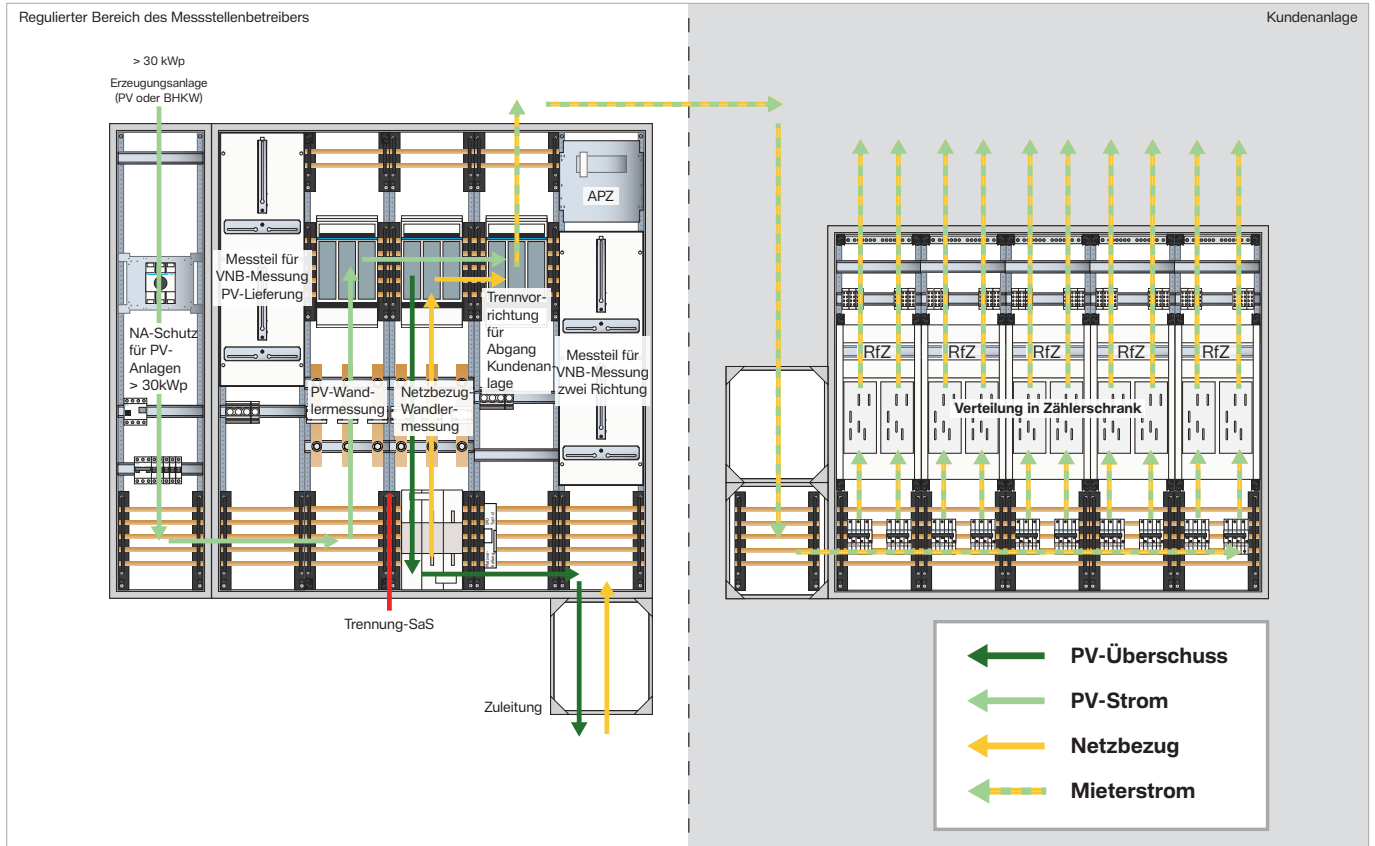 Regulierter Bereich des Messstellenbetreibers
Kundenanlage
> 30 kWp
Erzeugungsanlage
(PV oder BHKW)
APZ
Messteil für
VNB-Messung
PV-Lieferung
NA-Schutz
für PV-
Anlagen
> 30kWp
PV-Wand-
lermessung
Netzbezug-
Wandler-
messung
Trennvor-
richtung
für
Abgang
Kundenan-
lage
Messteil für
VNB-Messung
zwei Richtung
Trennung-SaS
Zuleitung
RfZ
RfZ
RfZ
RfZ
RfZ
Verteilung in Zählerschrank
PV-Überschuss
PV-Strom
Netzbezug
Mieterstrom